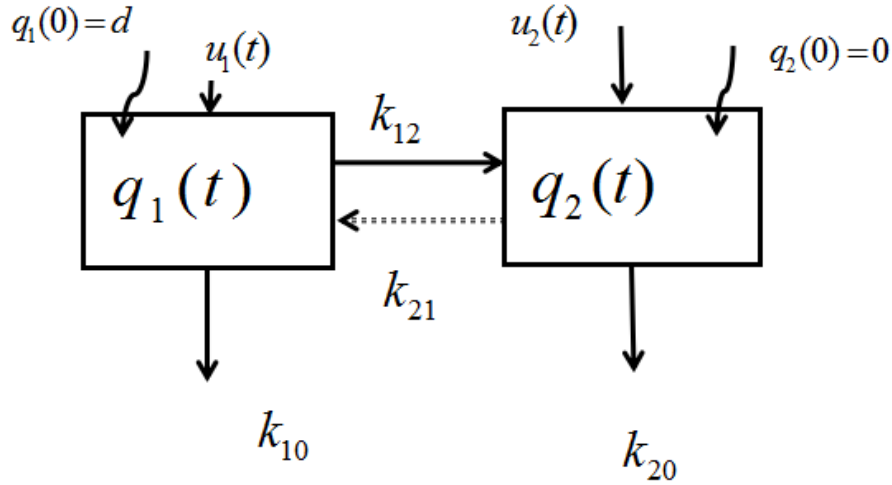 q₁(0) = d
u₁(t)
u₂(t)
q₂(0) = 0
k₁₂
q₁(t)
q₂(t)
k₂₁
k₁₀
k₂₀